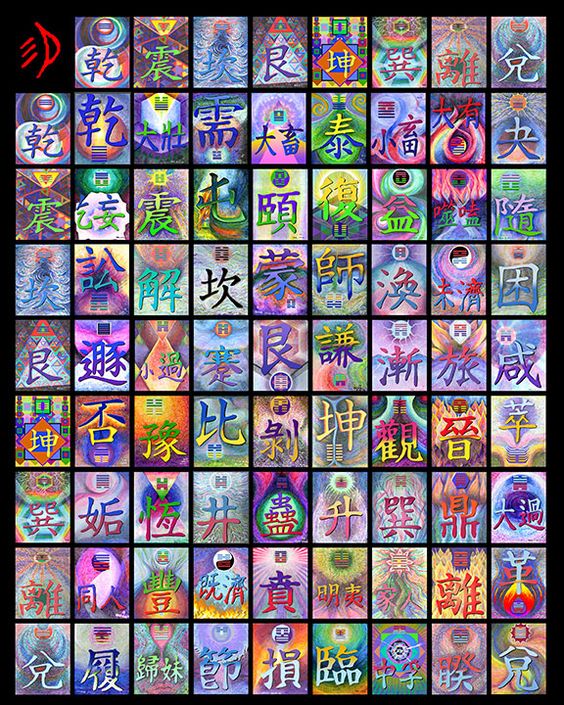 乾 震 坎 艮 坤 巽 離 兌
乾 乾 大壯 需 大畜 泰 小畜 大有 夬
震 妄 震 屯 頤 復 益 噬嗑 隨
坎 訟 解 坎 蒙 師 渙 未濟 困
艮 遯 小過 蹇 艮 謙 漸 旅 咸
坤 否 豫 比 剝 坤 觀 晉 萃
巽 姤 恆 井 蠱 升 巽 鼎 大過
離 同人 豐 既濟 賁 明夷 家 離 革
兌 履 歸妹 節 損 臨 中孚 睽 兌